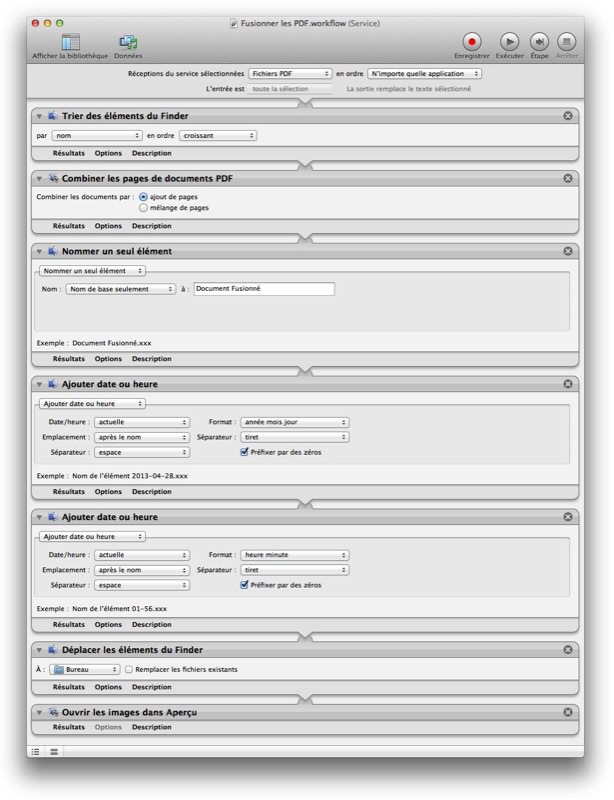 Fusionner les PDF.workflow (Service)
Afficher la bibliothèque Données Enregistrer Exécuter Étape Arrêter
Réceptions du service sélectionnées Fichiers PDF en ordre N'importe quelle application
L'entrée est toute la sélection La sortie remplace le texte sélectionné
Trier des éléments du Finder
par nom en ordre croissant
Résultats Options Description
Combiner les pages de documents PDF
Combiner les documents par : ajout de pages
mélange de pages
Résultats Options Description
Nommer un seul élément
Nommer un seul élément
Nom : Nom de base seulement à : Document Fusionné
Exemple : Document Fusionné.xxx
Résultats Options Description
Ajouter date ou heure
Ajouter date ou heure
Date/heure : actuelle Format : année mois jour
Emplacement : après le nom Séparateur : tiret
Séparateur : espace Préfixer par des zéros
Exemple : Nom de l'élément 2013-04-28.xxx
Résultats Options Description
Ajouter date ou heure
Ajouter date ou heure
Date/heure : actuelle Format : heure minute
Emplacement : après le nom Séparateur : tiret
Séparateur : espace Préfixer par des zéros
Exemple : Nom de l'élément 01-56.xxx
Résultats Options Description
Déplacer les éléments du Finder
À : Bureau Remplacer les fichiers existants
Résultats Options Description
Ouvrir les images dans Aperçu
Résultats Options Description